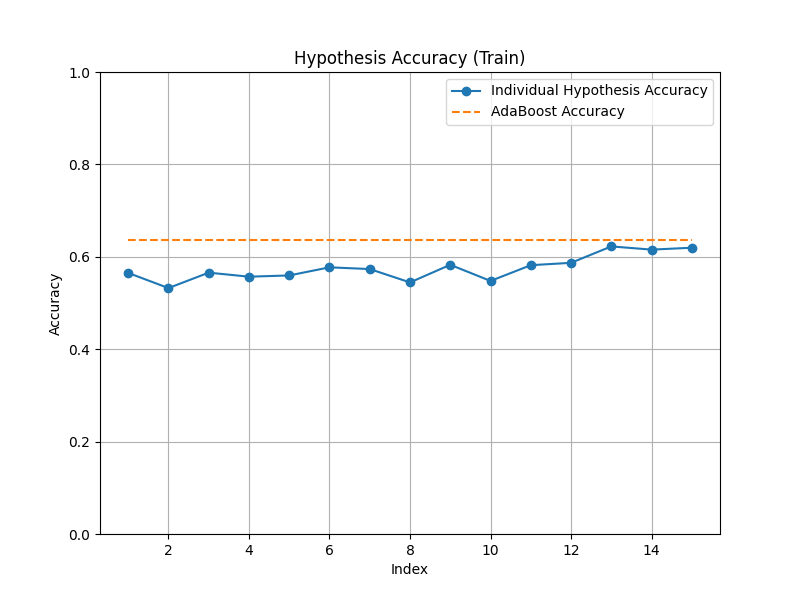 Hypothesis Accuracy (Train)
Individual Hypothesis Accuracy
AdaBoost Accuracy
1.0
0.8
0.6
0.4
0.2
0.0
Accuracy
2 4 6 8 10 12 14
Index